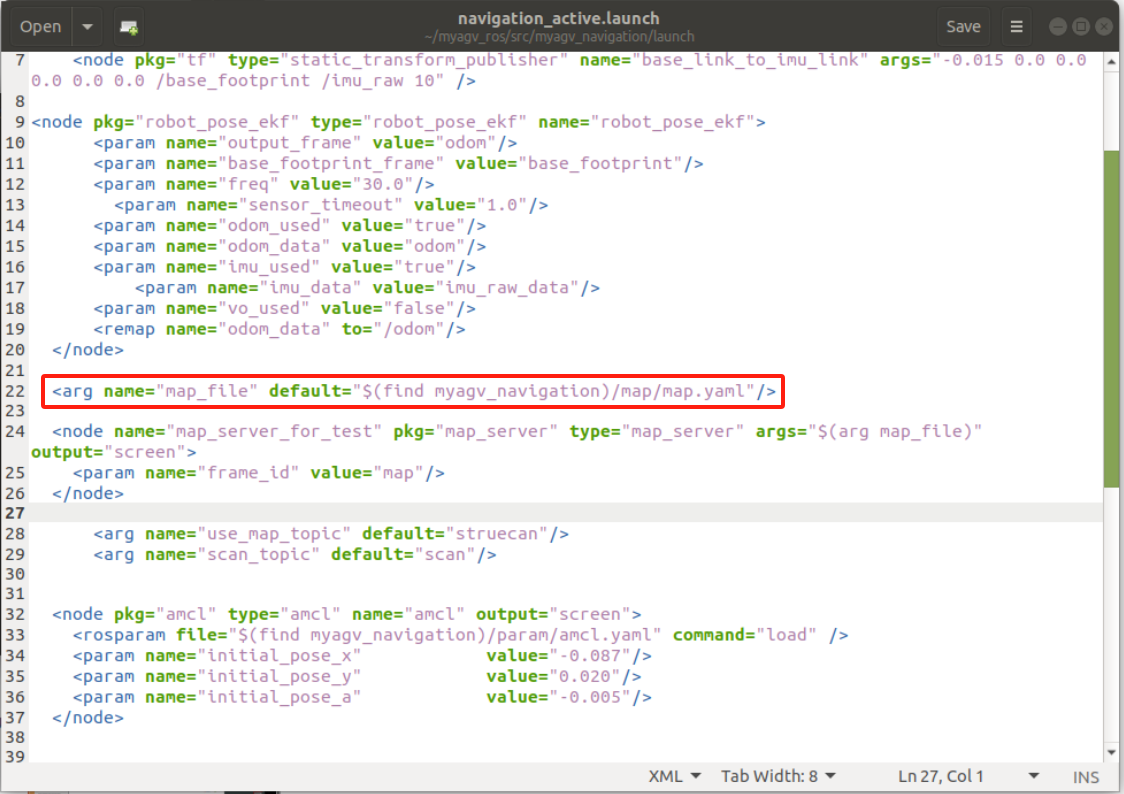 Open
navigation_active.launch
~/myagv_ros/src/myagv_navigation/launch
Save
7 <node pkg="tf" type="static_transform_publisher" name="base_link_to_imu_link" args="-0.015 0.0 0.0
0.0 0.0 0.0 /base_footprint /imu_raw 10" />
8
9 <node pkg="robot_pose_ekf" type="robot_pose_ekf" name="robot_pose_ekf">
10 <param name="output_frame" value="odom"/>
11 <param name="base_footprint_frame" value="base_footprint"/>
12 <param name="freq" value="30.0"/>
13 <param name="sensor_timeout" value="1.0"/>
14 <param name="odom_used" value="true"/>
15 <param name="odom_data" value="odom"/>
16 <param name="imu_used" value="true"/>
17 <param name="imu_data" value="imu_raw_data"/>
18 <param name="vo_used" value="false"/>
19 <remap name="odom_data" to="/odom"/>
20 </node>
21
22 <arg name="map_file" default="$(find myagv_navigation)/map/map.yaml"/>
23
24 <node name="map_server_for_test" pkg="map_server" type="map_server" args="$(arg map_file)"
output="screen">
25 <param name="frame_id" value="map"/>
26 </node>
27
28 <arg name="use_map_topic" default="struecan"/>
29 <arg name="scan_topic" default="scan"/>
30
31
32 <node pkg="amcl" type="amcl" name="amcl" output="screen">
33 <rosparam file="$(find myagv_navigation)/param/amcl.yaml" command="load" />
34 <param name="initial_pose_x" value="-0.087"/>
35 <param name="initial_pose_y" value="0.020"/>
36 <param name="initial_pose_a" value="-0.005"/>
37 </node>
38
39
XML Tab Width: 8 Ln 27, Col 1 INS